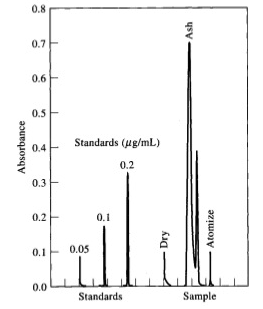 0.8
0.7
0.6
0.5
0.4
0.3
0.2
0.1
0.0
Absorbance
Standards (μg/mL)
0.05
0.1
0.2
Dry
Ash
Atomize
Standards
Sample